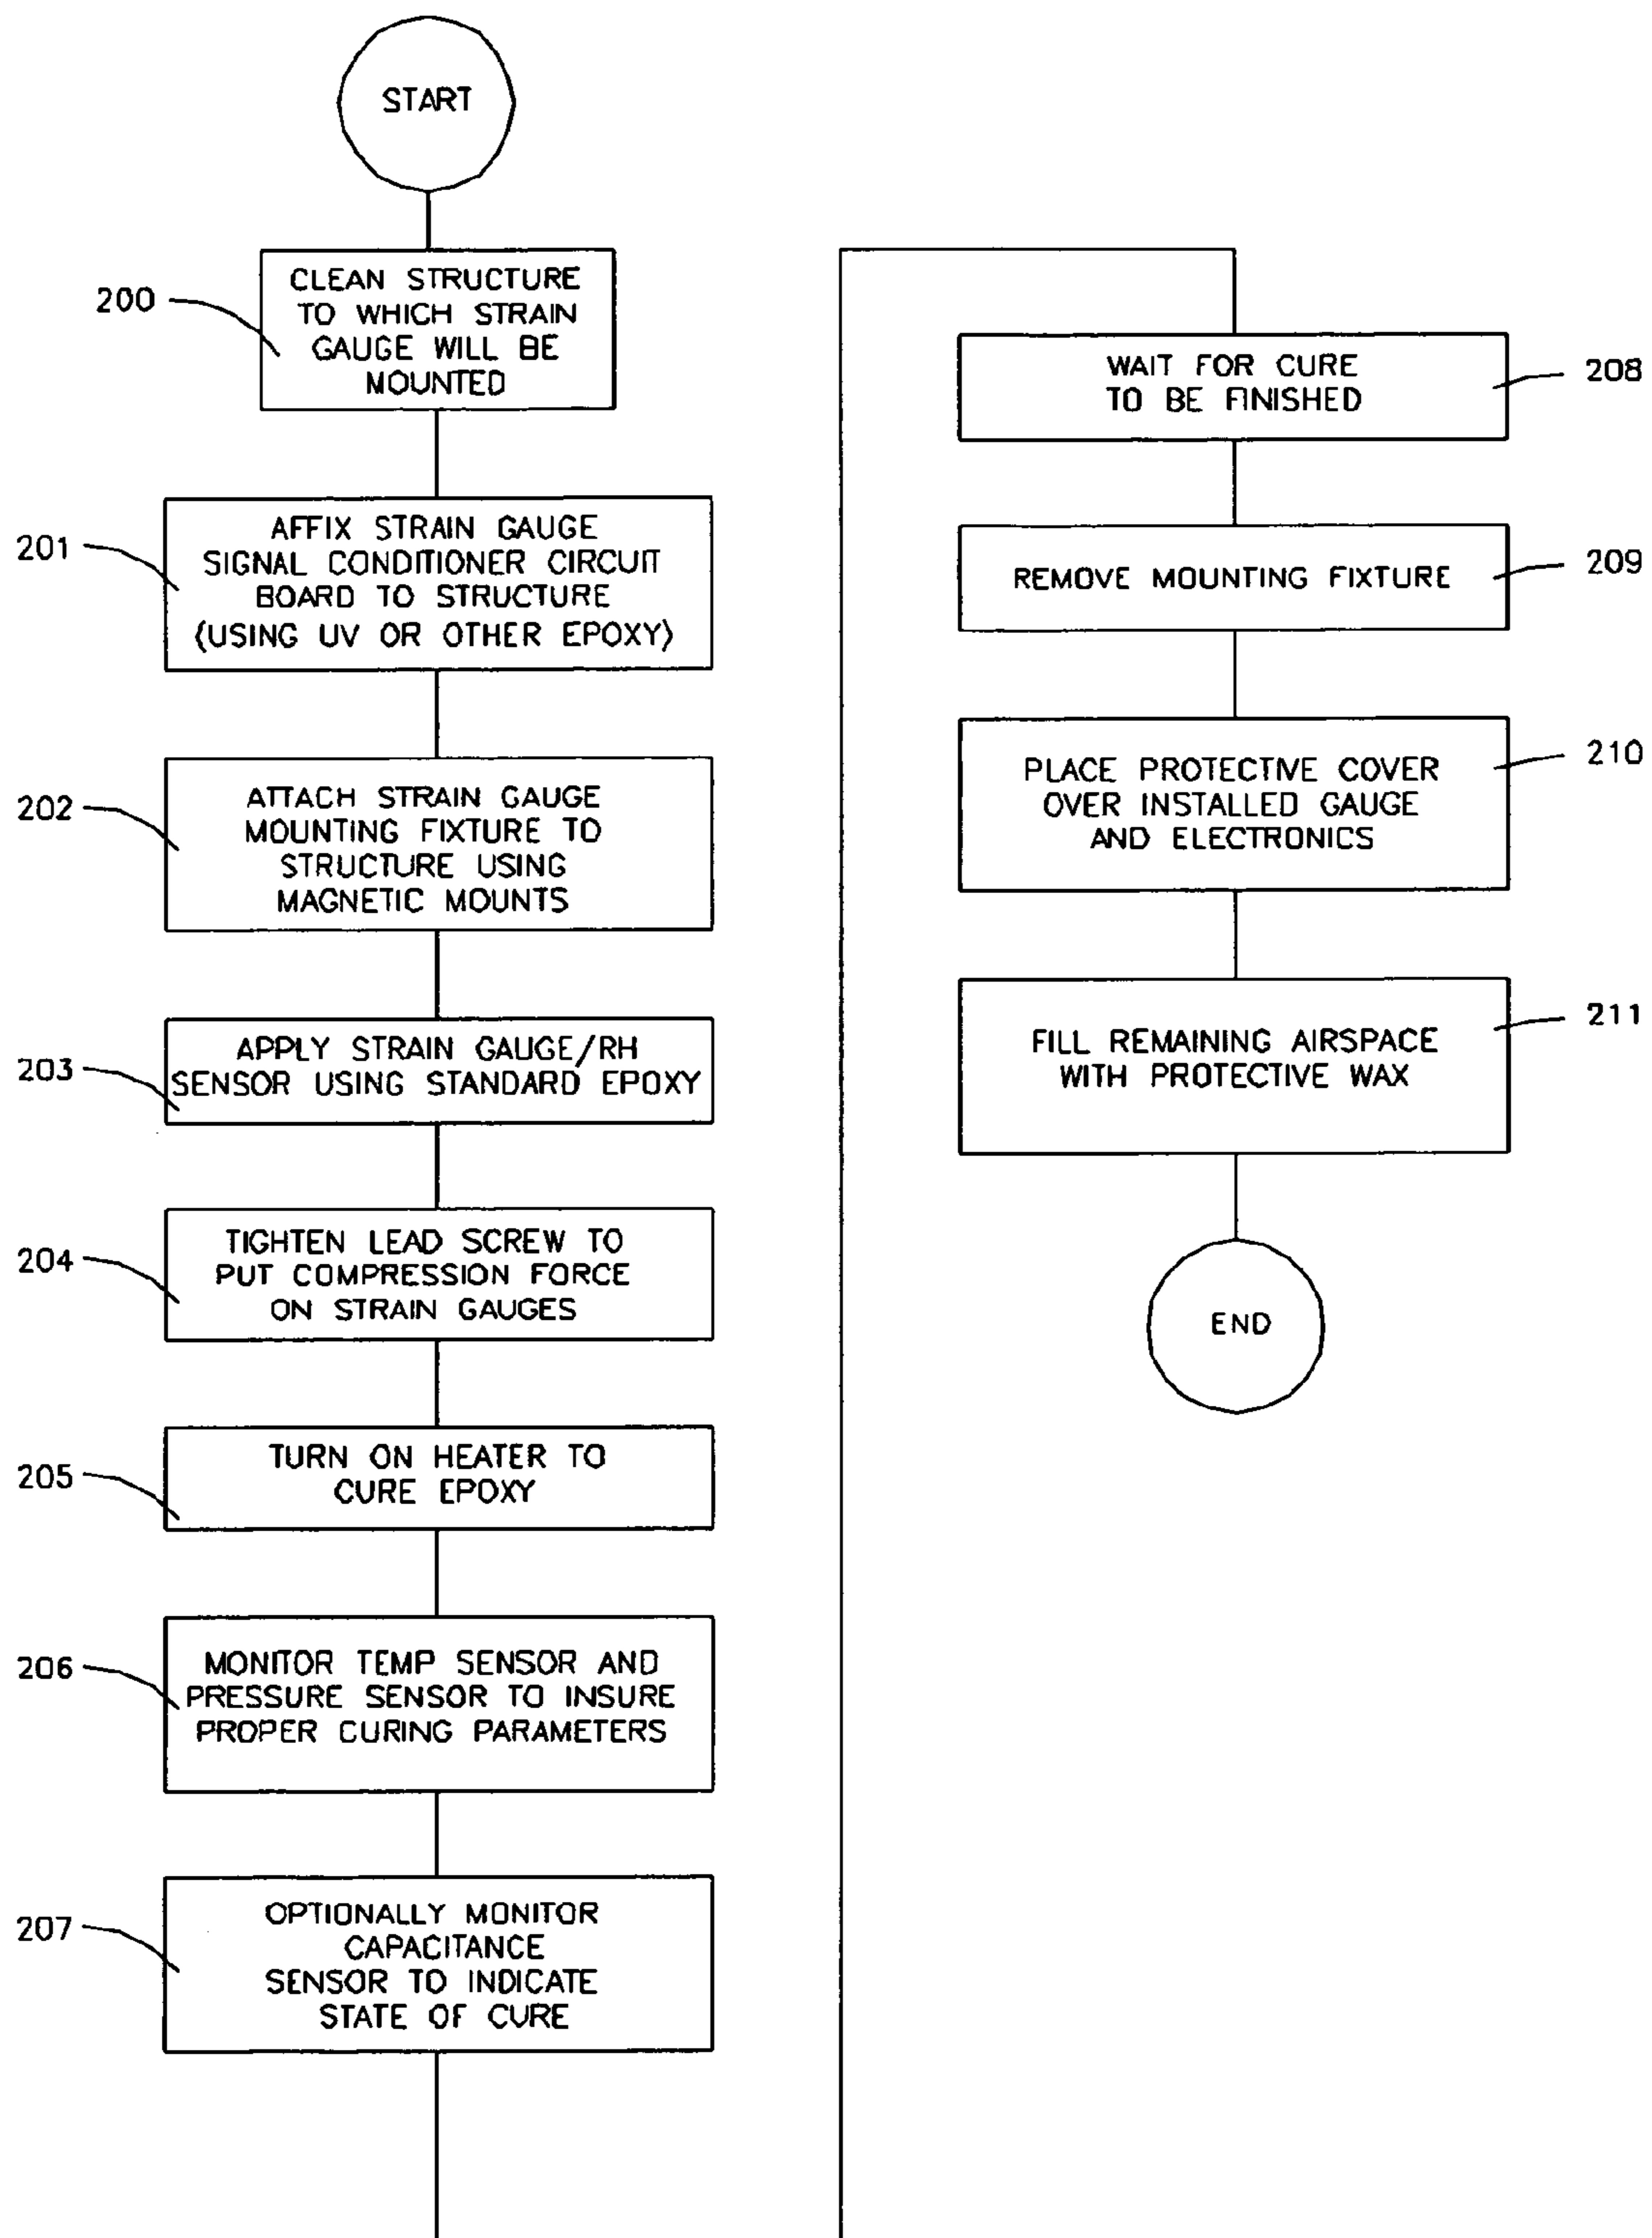 START
200
CLEAN STRUCTURE
TO WHICH STRAIN
GAUGE WILL BE
MOUNTED
201
AFFIX STRAIN GAUGE
SIGNAL CONDITIONER CIRCUIT
BOARD TO STRUCTURE
(USING UV OR OTHER EPOXY)
202
ATTACH STRAIN GAUGE
MOUNTING FIXTURE TO
STRUCTURE USING
MAGNETIC MOUNTS
203
APPLY STRAIN GAUGE/RH
SENSOR USING STANDARD EPOXY
204
TIGHTEN LEAD SCREW TO
PUT COMPRESSION FORCE
ON STRAIN GAUGES
205
TURN ON HEATER TO
CURE EPOXY
206
MONITOR TEMP SENSOR AND
PRESSURE SENSOR TO INSURE
PROPER CURING PARAMETERS
207
OPTIONALLY MONITOR
CAPACITANCE
SENSOR TO INDICATE
STATE OF CURE
WAIT FOR CURE
TO BE FINISHED
208
REMOVE MOUNTING FIXTURE
209
PLACE PROTECTIVE COVER
OVER INSTALLED GAUGE
AND ELECTRONICS
210
FILL REMAINING AIRSPACE
WITH PROTECTIVE WAX
211
END